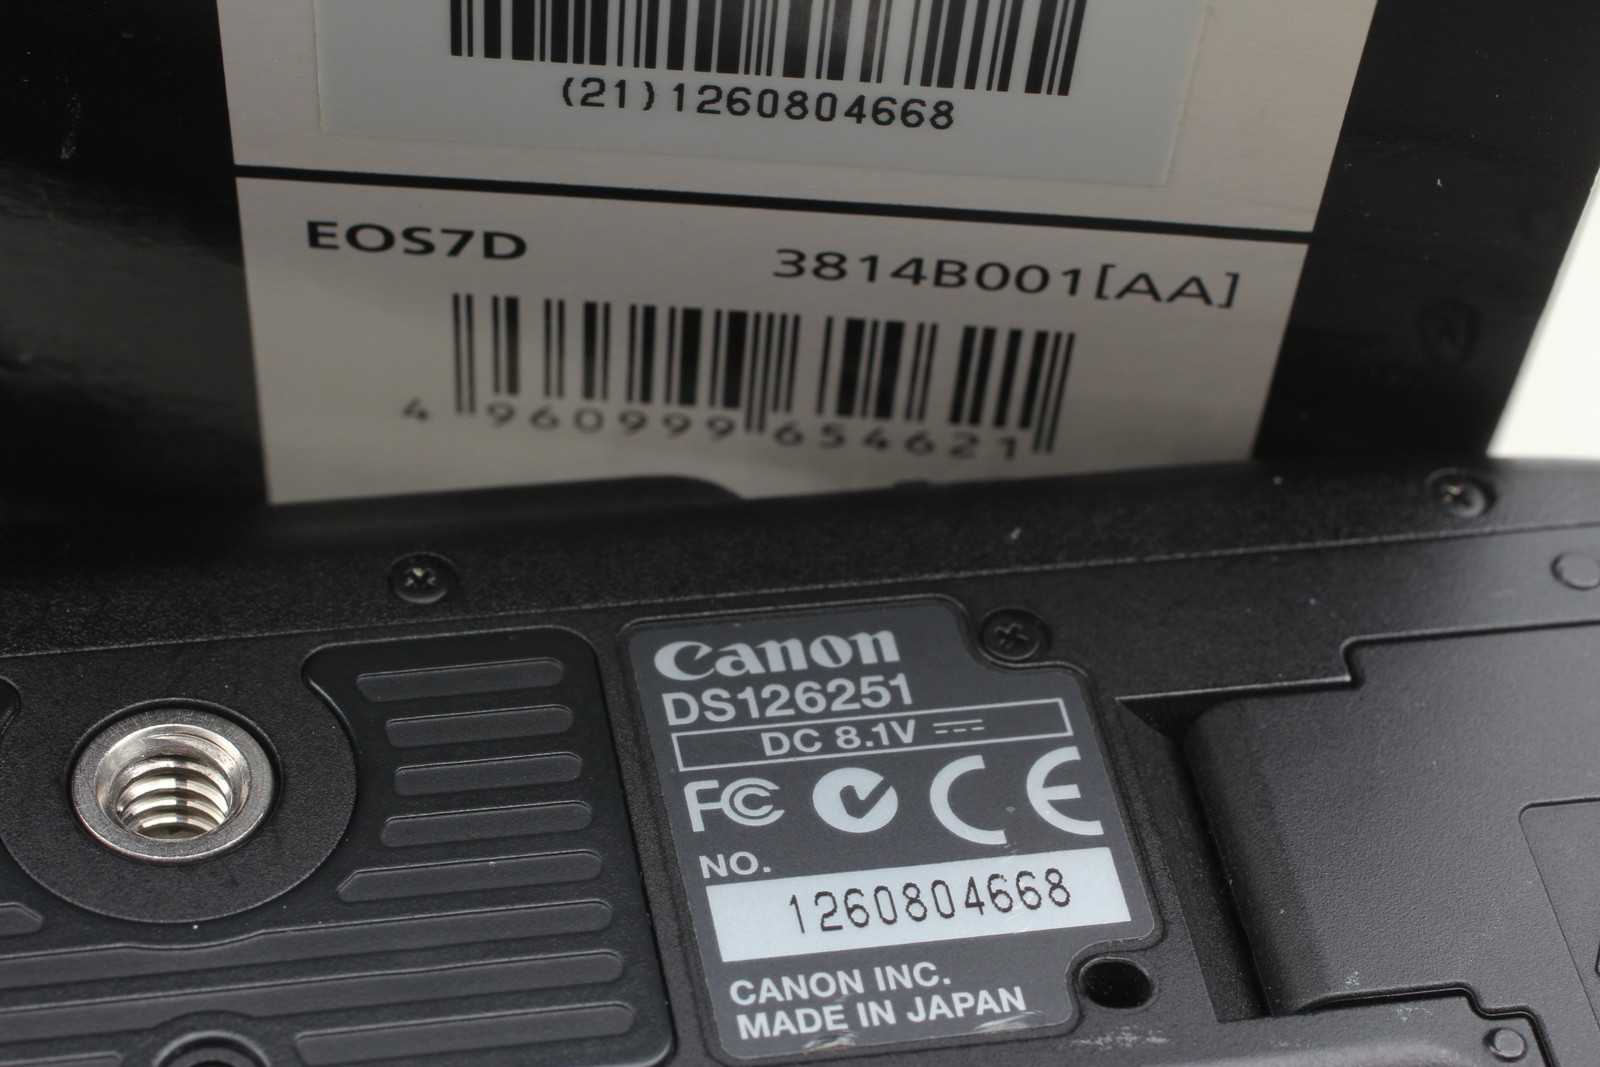 (21)1260804668
EOS7D 3814B001[AA]
4 960999 654621
Canon
DS126251
DC 8.1V
FC CE
NO.
1260804668
CANON INC.
MADE IN JAPAN